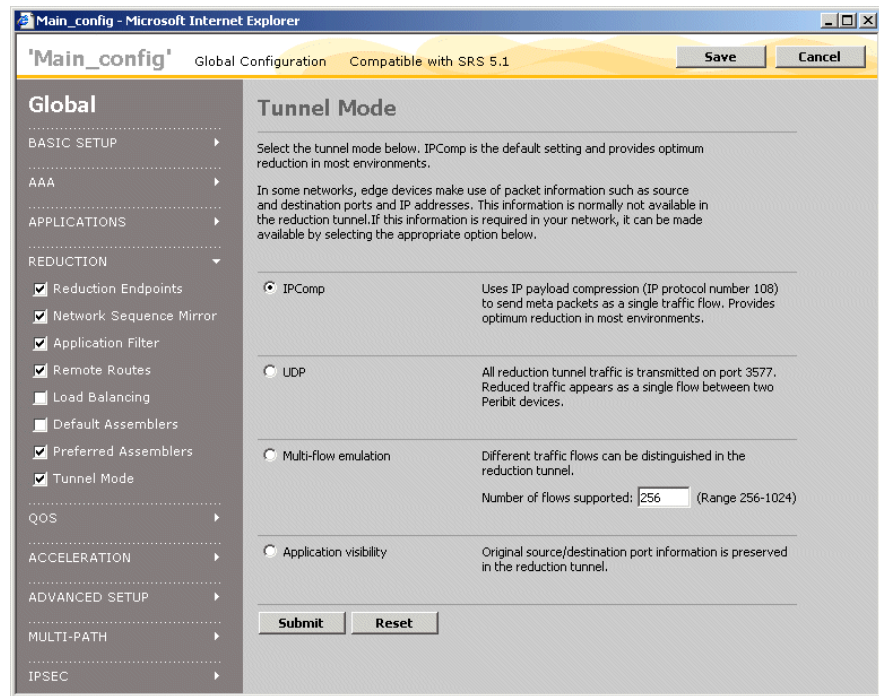 Main_config - Microsoft Internet Explorer
'Main_config' Global Configuration Compatible with SRS 5.1 Save Cancel
Global
BASIC SETUP
AAA
APPLICATIONS
REDUCTION
Reduction Endpoints
Network Sequence Mirror
Application Filter
Remote Routes
Load Balancing
Default Assemblers
Preferred Assemblers
Tunnel Mode
QOS
ACCELERATION
ADVANCED SETUP
MULTI-PATH
IPSEC
Tunnel Mode
Select the tunnel mode below. IPComp is the default setting and provides optimum
reduction in most environments.
In some networks, edge devices make use of packet information such as source
and destination ports and IP addresses. This information is normally not available in
the reduction tunnel.If this information is required in your network, it can be made
available by selecting the appropriate option below.
IPComp
Uses IP payload compression (IP protocol number 108)
to send meta packets as a single traffic flow. Provides
optimum reduction in most environments.
UDP
All reduction tunnel traffic is transmitted on port 3577.
Reduced traffic appears as a single flow between two
Peribit devices.
Multi-flow emulation
Different traffic flows can be distinguished in the
reduction tunnel.
Number of flows supported: 256 (Range 256-1024)
Application visibility
Original source/destination port information is preserved
in the reduction tunnel.
Submit Reset